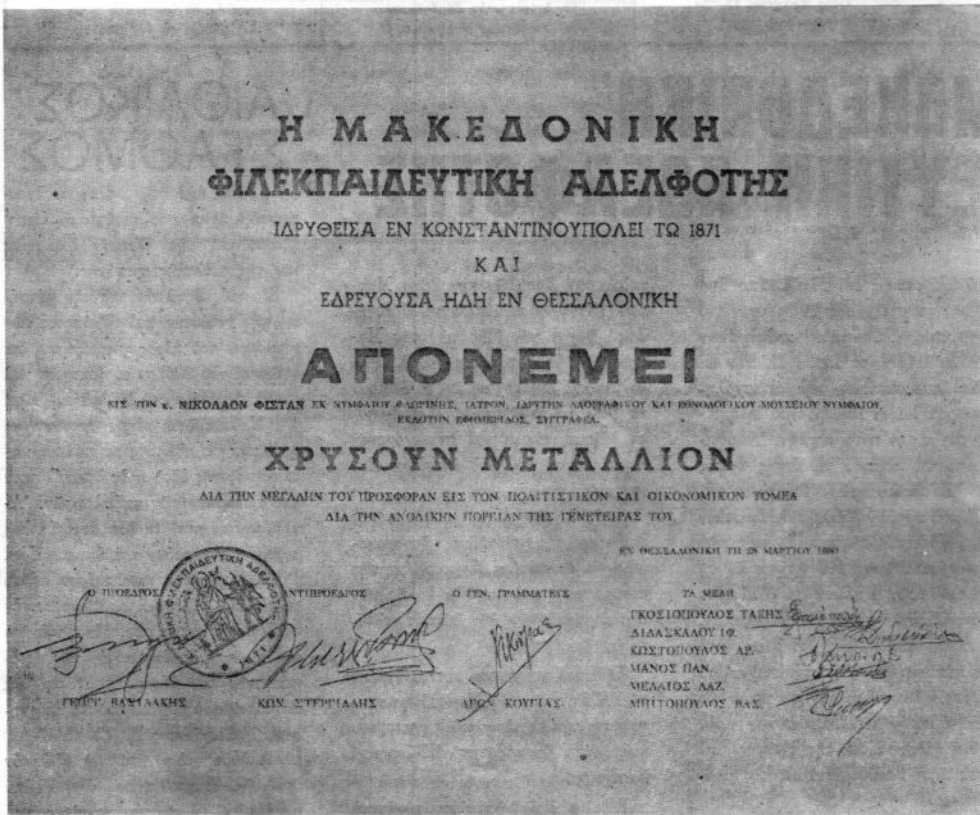 Η ΜΑΚΕΔΟΝΙΚΗ
ΦΙΛΕΚΠΑΙΔΕΥΤΙΚΗ ΑΔΕΛΦΟΤΗΣ
ΙΔΡΥΘΕΙΣΑ ΕΝ ΚΩΝΣΤΑΝΤΙΝΟΥΠΟΛΕΙ ΤΩ 1871
ΚΑΙ
ΕΔΡΕΥΟΥΣΑ ΗΔΗ ΕΝ ΘΕΣΣΑΛΟΝΙΚΗ
ΑΠΟΝΕΜΕΙ
ΕΙΣ ΤΟΝ κ. ΝΙΚΟΛΑΟΝ ΦΙΣΤΑΝ ΕΚ ΝΥΜΦΑΙΟΥ ΦΛΩΡΙΝΗΣ, ΙΑΤΡΟΝ, ΙΔΡΥΤΗΝ ΛΑΟΓΡΑΦΙΚΟΥ ΚΑΙ ΕΘΝΟΛΟΓΙΚΟΥ ΜΟΥΣΕΙΟΥ ΝΥΜΦΑΙΟΥ,
ΕΚΔΟΤΗΝ ΕΦΗΜΕΡΙΔΟΣ, ΣΥΓΓΡΑΦΕΑ.
ΧΡΥΣΟΥΝ ΜΕΤΑΛΛΙΟΝ
ΔΙΑ ΤΗΝ ΜΕΓΑΛΗΝ ΤΟΥ ΠΡΟΣΦΟΡΑΝ ΕΙΣ ΤΟΝ ΠΟΛΙΤΙΣΤΙΚΟΝ ΚΑΙ ΟΙΚΟΝΟΜΙΚΟΝ ΤΟΜΕΑ
ΔΙΑ ΤΗΝ ΑΝΟΔΙΚΗΝ ΠΟΡΕΙΑΝ ΤΗΣ ΓΕΝΕΤΕΙΡΑΣ ΤΟΥ.
ΕΝ ΘΕΣΣΑΛΟΝΙΚΗ ΤΗ 28 ΜΑΡΤΙΟΥ
Ο ΠΡΟΕΔΡΟΣ ΑΝΤΙΠΡΟΕΔΡΟΣ Ο ΓΕΝ. ΓΡΑΜΜΑΤΕΥΣ ΤΑ ΜΕΛΗ
ΦΙΛΕΚΠΑΙΔΕΥΤΙΚΗ ΑΔΕΛΦΟΤΗΣ
ΓΚΟΣΙΟΠΟΥΛΟΣ ΤΑΚΗΣ
ΔΙΔΑΣΚΑΛΟΥ ΙΦ.
ΚΩΣΤΟΠΟΥΛΟΣ ΑΡ.
ΜΑΝΟΣ ΠΑΝ.
ΜΕΛΑΙΟΣ ΛΑΖ.
ΜΠΙΤΟΠΟΥΛΟΣ ΒΑΣ.
ΓΕΩΡΓ. ΚΩΝ. ΣΤΕΡΓΙΑΔΗΣ ΚΟΥΓΙΑΣ